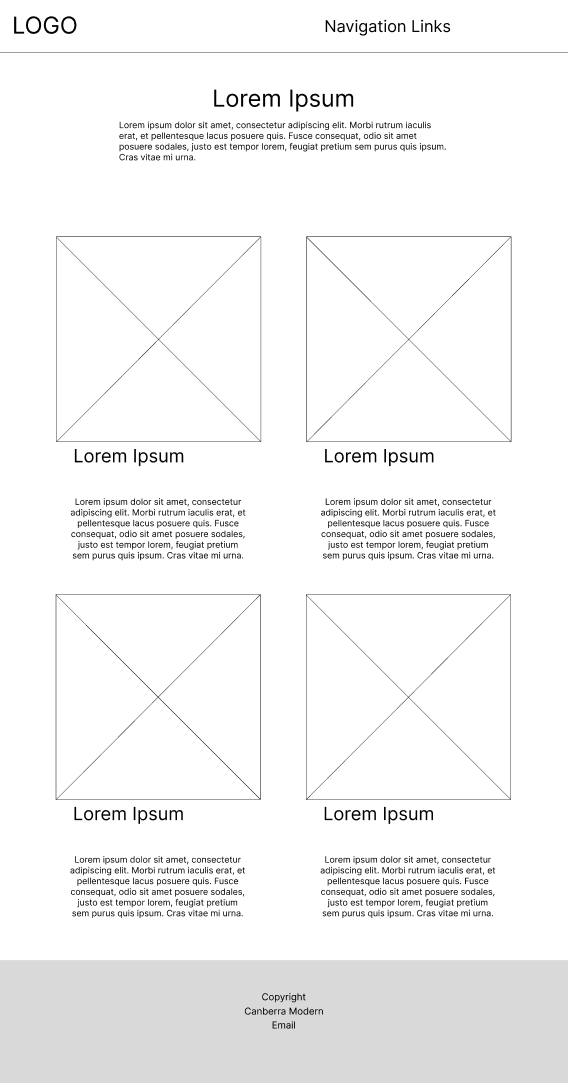 LOGO
Navigation Links
Lorem Ipsum
Lorem ipsum dolor sit amet, consectetur adipiscing elit. Morbi rutrum iaculis
erat, et pellentesque lacus posuere quis. Fusce consequat, odio sit amet
posuere sodales, justo est tempor lorem, feugiat pretium sem purus quis ipsum.
Cras vitae mi urna.
Lorem Ipsum
Lorem ipsum dolor sit amet, consectetur
adipiscing elit. Morbi rutrum iaculis erat, et
pellentesque lacus posuere quis. Fusce
consequat, odio sit amet posuere sodales,
justo est tempor lorem, feugiat pretium
sem purus quis ipsum. Cras vitae mi urna.
Lorem Ipsum
Lorem ipsum dolor sit amet, consectetur
adipiscing elit. Morbi rutrum iaculis erat, et
pellentesque lacus posuere quis. Fusce
consequat, odio sit amet posuere sodales,
justo est tempor lorem, feugiat pretium
sem purus quis ipsum. Cras vitae mi urna.
Lorem Ipsum
Lorem ipsum dolor sit amet, consectetur
adipiscing elit. Morbi rutrum iaculis erat, et
pellentesque lacus posuere quis. Fusce
consequat, odio sit amet posuere sodales,
justo est tempor lorem, feugiat pretium
sem purus quis ipsum. Cras vitae mi urna.
Lorem Ipsum
Lorem ipsum dolor sit amet, consectetur
adipiscing elit. Morbi rutrum iaculis erat, et
pellentesque lacus posuere quis. Fusce
consequat, odio sit amet posuere sodales,
justo est tempor lorem, feugiat pretium
sem purus quis ipsum. Cras vitae mi urna.
Copyright
Canberra Modern
Email